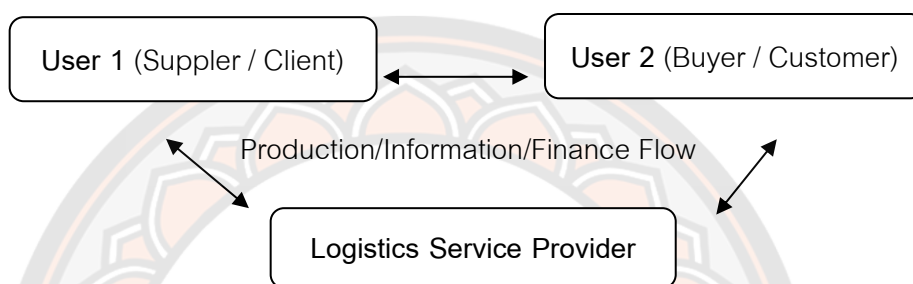 User 1 (Suppler / Client)
User 2 (Buyer / Customer)
Production/Information/Finance Flow
Logistics Service Provider